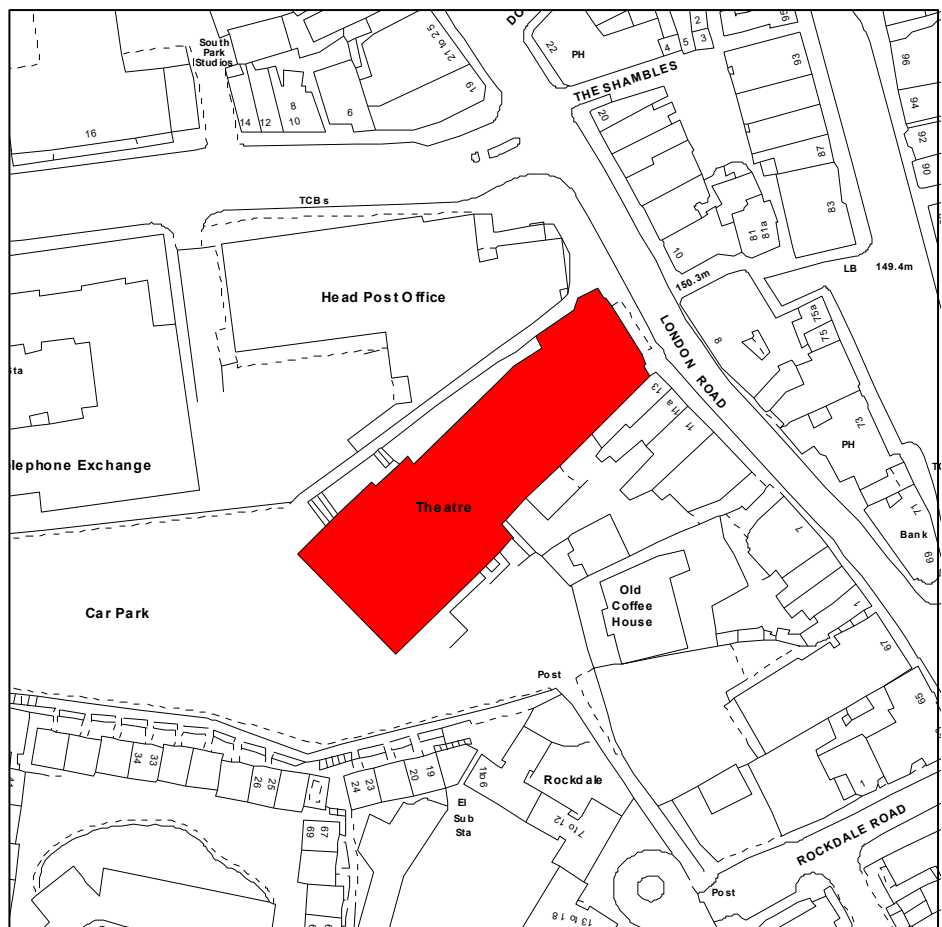 South
Park
Studios
21 to 25
19
22
PH
2
3
4
5
THE SHAMBLES
93
96
94
92
90
87
83
16
14
12
8
10
6
20
TCBs
81
81a
10
150.3m
LB
149.4m
Head Post Office
LONDON ROAD
8
75a
75
73
PH
71
Bank
69
Sta
lephone Exchange
13
11a
11
7
Theatre
Car Park
Old
Coffee
House
1
67
65
Post
34
33
26
25
24
23
20
19
1 to 6
Rockdale
7 to 12
El
Sub
Sta
69
67
1
ROCKDALE ROAD
Post
13 to 18